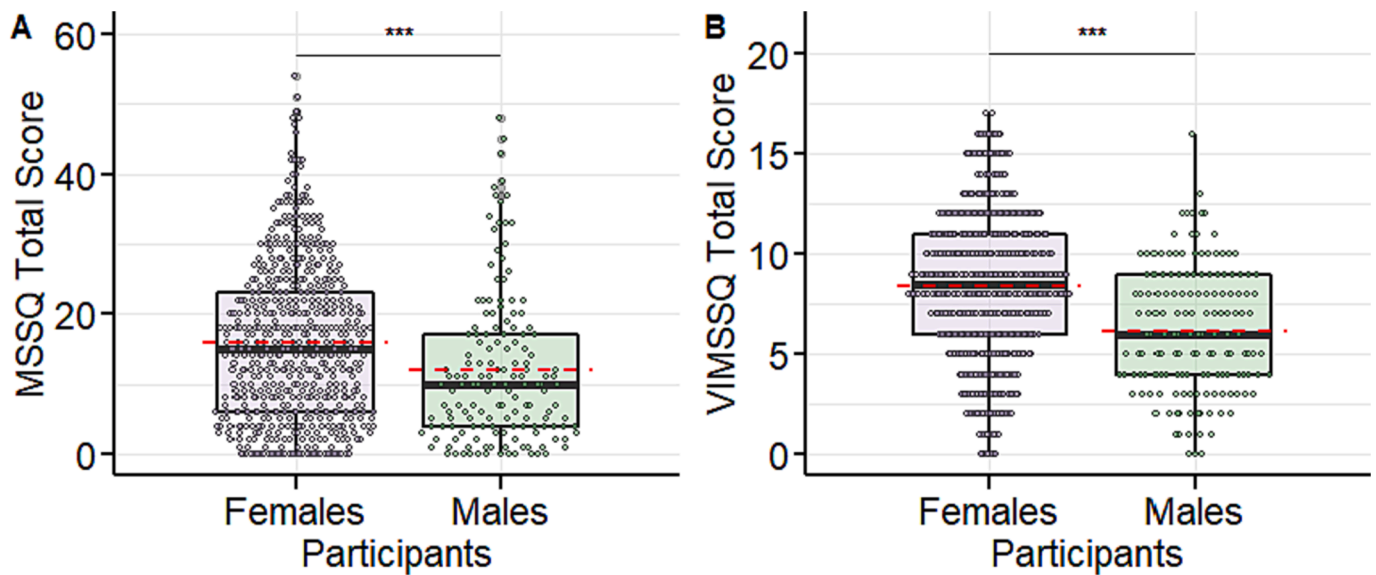 A
MSSQ Total Score
60
40
20
0
***
Females Males
Participants
B
VIMSSQ Total Score
20
15
10
5
0
***
Females Males
Participants